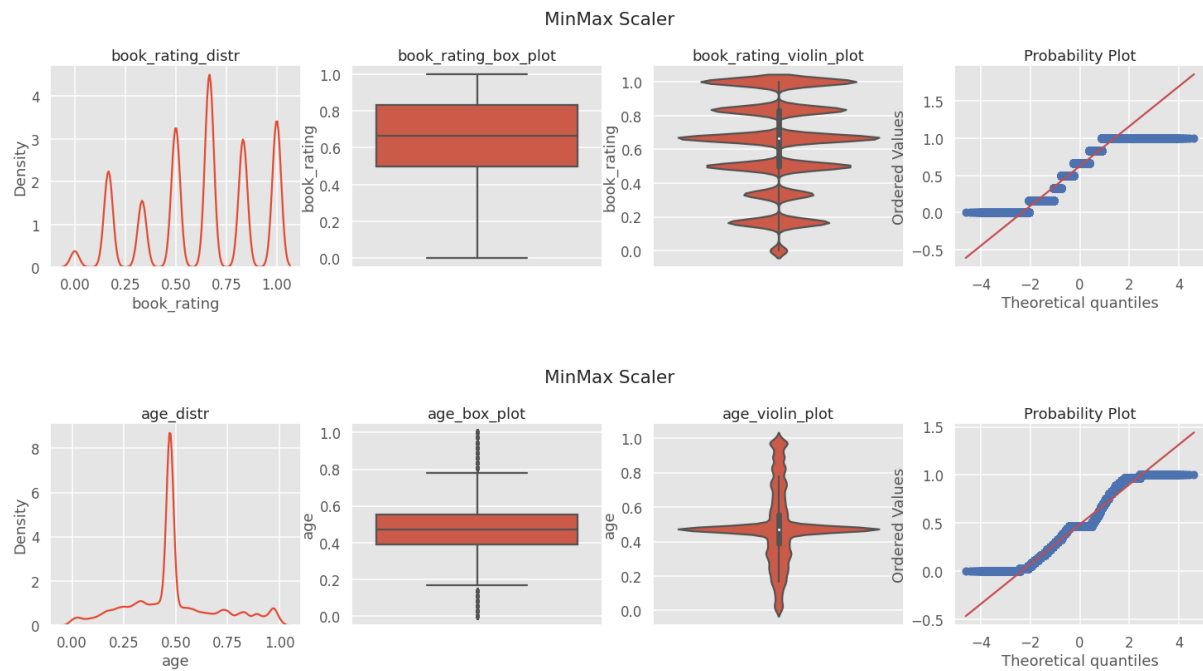 MinMax Scaler
book_rating_distr
book_rating_box_plot
book_rating_violin_plot
Probability Plot
Density
4
3
2
1
0
0.00 0.25 0.50 0.75 1.00
book_rating
book_rating
1.0
0.8
0.6
0.4
0.2
0.0
book_rating
1.0
0.8
0.6
0.4
0.2
0.0
Ordered Values
1.5
1.0
0.5
0.0
−0.5
−4 −2 0 2 4
Theoretical quantiles
MinMax Scaler
age_distr
age_box_plot
age_violin_plot
Probability Plot
Density
8
6
4
2
0
0.00 0.25 0.50 0.75 1.00
age
age
1.0
0.8
0.6
0.4
0.2
0.0
age
1.0
0.8
0.6
0.4
0.2
0.0
Ordered Values
1.5
1.0
0.5
0.0
−0.5
−4 −2 0 2 4
Theoretical quantiles